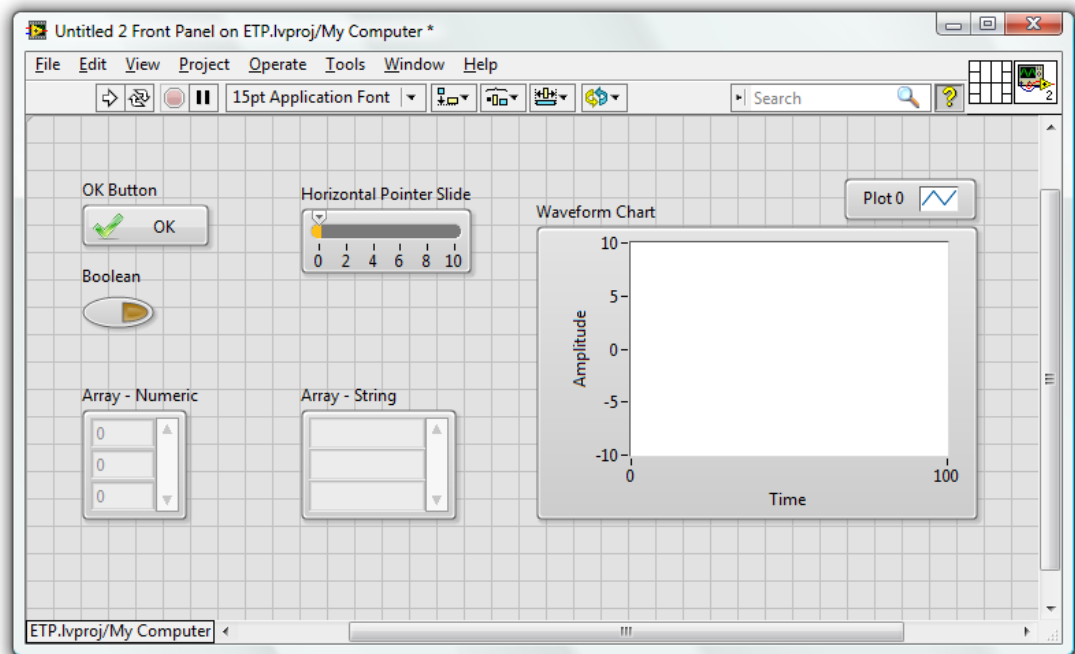 Untitled 2 Front Panel on ETP.lvproj/My Computer *
File Edit View Project Operate Tools Window Help
15pt Application Font
Search
?
2
OK Button
OK
Boolean
Horizontal Pointer Slide
0 2 4 6 8 10
Plot 0
Waveform Chart
10
5
0
-5
-10
Amplitude
0 100
Time
Array - Numeric
0
0
0
Array - String
ETP.lvproj/My Computer